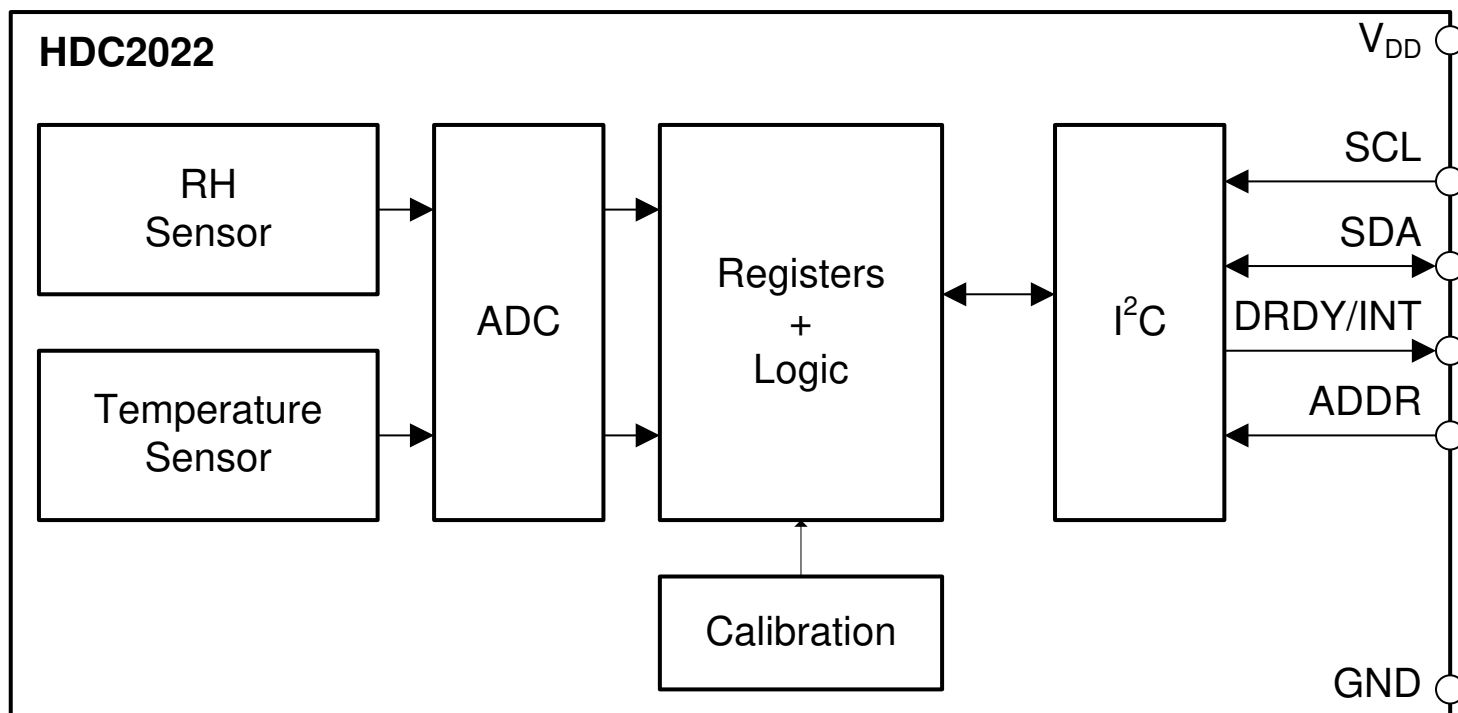 HDC2022
V_DD
RH
Sensor
Temperature
Sensor
ADC
Registers
+
Logic
Calibration
I²C
SCL
SDA
DRDY/INT
ADDR
GND